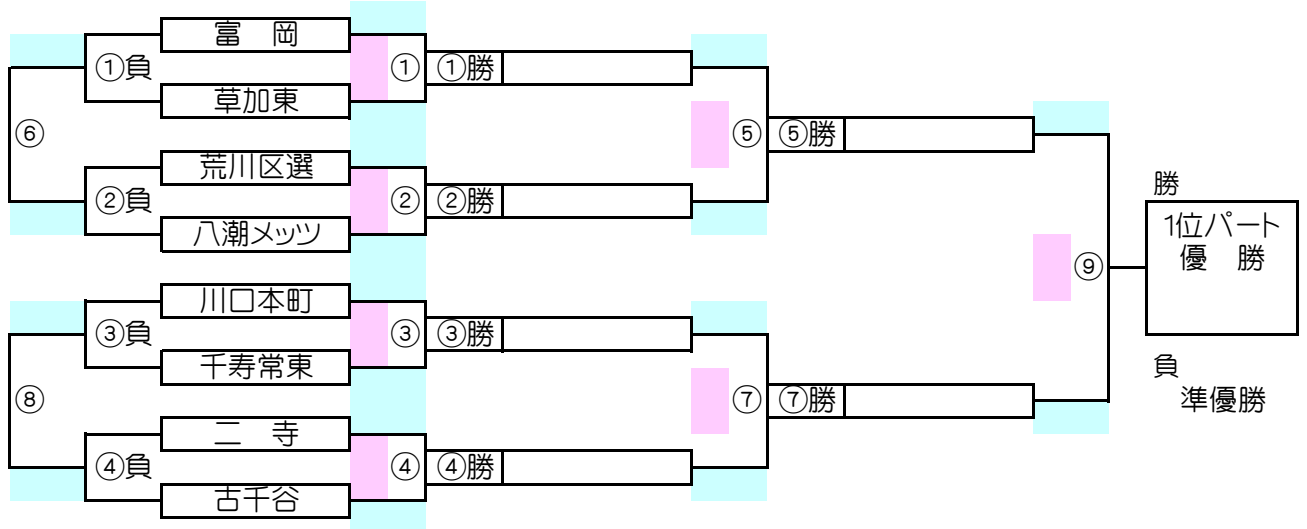 富　岡
①負
①
①勝
草加東
⑥
⑤
⑤勝
荒川区選
②負
②
②勝
八潮メッツ
勝
1位パート
優　勝
⑨
川口本町
③負
③
③勝
千寿常東
負
準優勝
⑧
⑦
⑦勝
二　寺
④負
④
④勝
古千谷